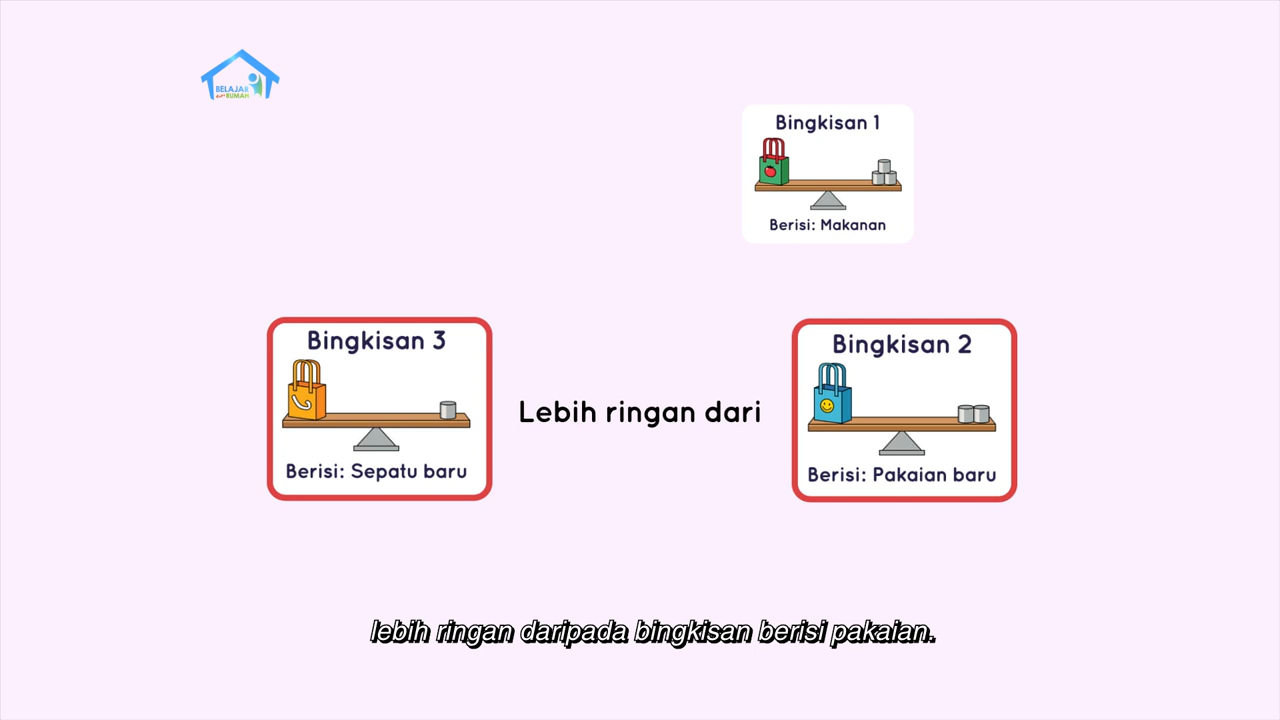 BELAJAR
dari RUMAH
Bingkisan 1
Berisi: Makanan
Bingkisan 3
Berisi: Sepatu baru
Lebih ringan dari
Bingkisan 2
Berisi: Pakaian baru
lebih ringan daripada bingkisan berisi pakaian.